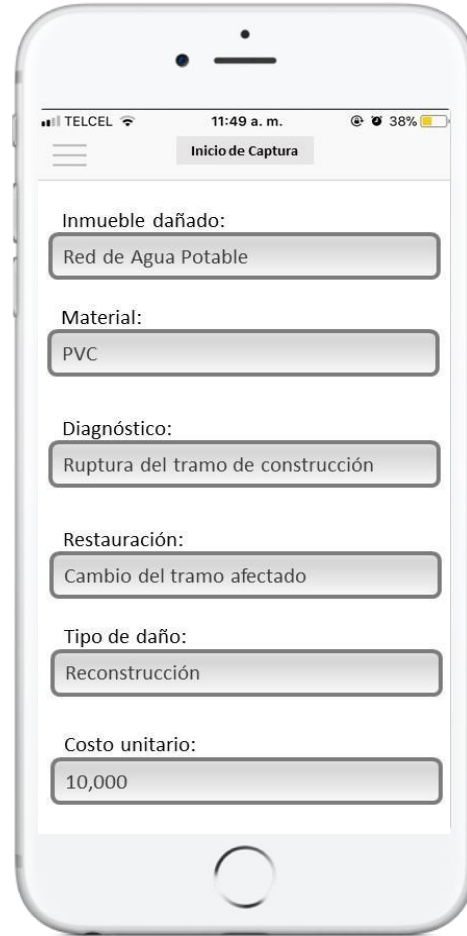 TELCEL 11:49 a. m. 38%
Inicio de Captura
Inmueble dañado:
Red de Agua Potable
Material:
PVC
Diagnóstico:
Ruptura del tramo de construcción
Restauración:
Cambio del tramo afectado
Tipo de daño:
Reconstrucción
Costo unitario:
10,000